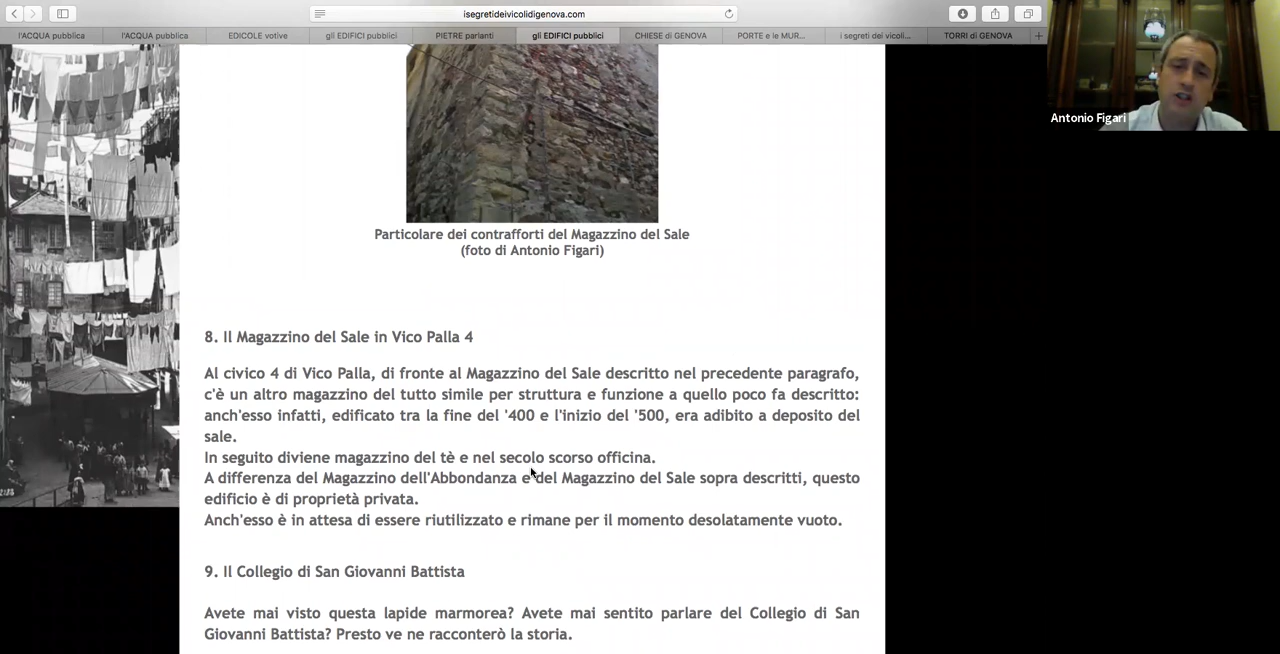 isegretideivicolidigenova.com
l'ACQUA pubblica
l'ACQUA pubblica
EDICOLE votive
gli EDIFICI pubblici
PIETRE parlanti
gli EDIFICI pubblici
CHIESE di GENOVA
PORTE e le MUR...
i segreti dei vicoli...
TORRI di GENOVA
Antonio Figari
Particolare dei contrafforti del Magazzino del Sale
(foto di Antonio Figari)
8. Il Magazzino del Sale in Vico Palla 4
Al civico 4 di Vico Palla, di fronte al Magazzino del Sale descritto nel precedente paragrafo,
c'è un altro magazzino del tutto simile per struttura e funzione a quello poco fa descritto:
anch'esso infatti, edificato tra la fine del '400 e l'inizio del '500, era adibito a deposito del
sale.
In seguito diviene magazzino del tè e nel secolo scorso officina.
A differenza del Magazzino dell'Abbondanza e del Magazzino del Sale sopra descritti, questo
edificio è di proprietà privata.
Anch'esso è in attesa di essere riutilizzato e rimane per il momento desolatamente vuoto.
9. Il Collegio di San Giovanni Battista
Avete mai visto questa lapide marmorea? Avete mai sentito parlare del Collegio di San
Giovanni Battista? Presto ve ne racconterò la storia.